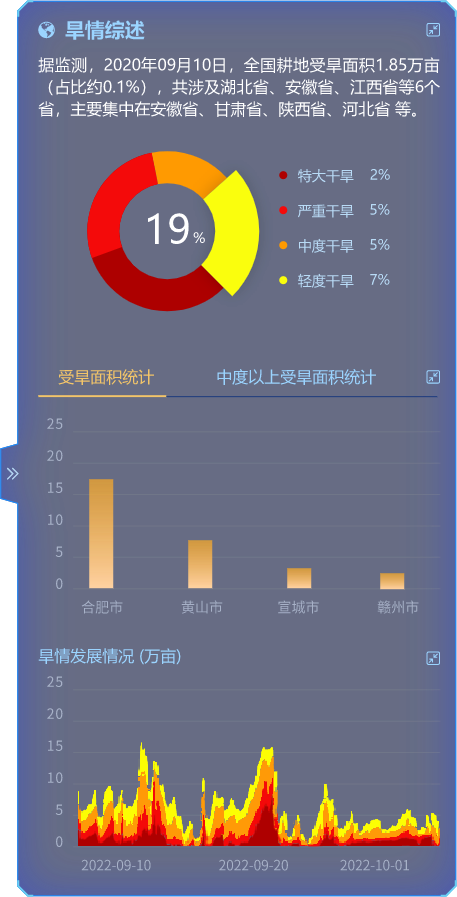 旱情综述
据监测，2020年09月10日，全国耕地受旱面积1.85万亩
（占比约0.1%），共涉及湖北省、安徽省、江西省等6个
省，主要集中在安徽省、甘肃省、陕西省、河北省 等。
19%
特大干旱 2%
严重干旱 5%
中度干旱 5%
轻度干旱 7%
受旱面积统计 中度以上受旱面积统计
25
20
15
10
5
0
合肥市 黄山市 宣城市 赣州市
旱情发展情况 (万亩)
25
20
15
10
5
0
2022-09-10 2022-09-20 2022-10-01